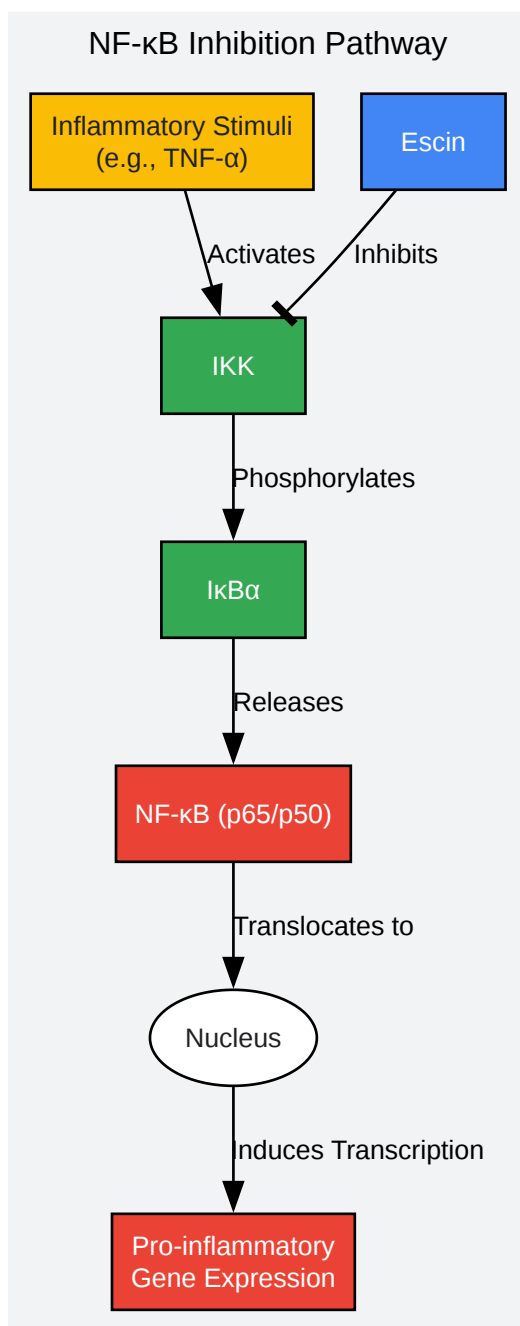 NF-κB Inhibition Pathway
Inflammatory Stimuli
(e.g., TNF-α)
Escin
Activates
Inhibits
IKK
Phosphorylates
IκBα
Releases
NF-κB (p65/p50)
Translocates to
Nucleus
Induces Transcription
Pro-inflammatory
Gene Expression